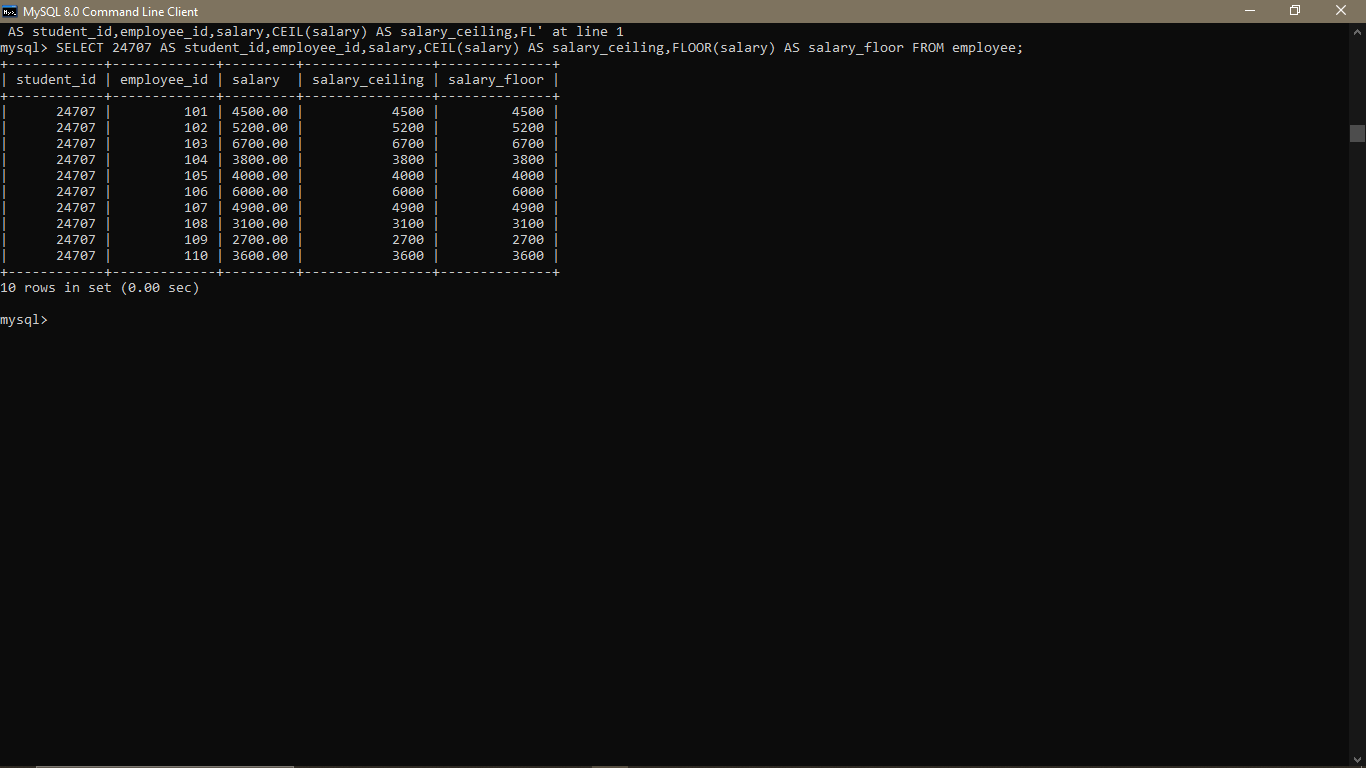 MySQL 8.0 Command Line Client
 AS student_id,employee_id,salary,CEIL(salary) AS salary_ceiling,FL' at line 1
mysql> SELECT 24707 AS student_id,employee_id,salary,CEIL(salary) AS salary_ceiling,FLOOR(salary) AS salary_floor FROM employee;
+------------+-------------+---------+----------------+--------------+
| student_id | employee_id | salary  | salary_ceiling | salary_floor |
+------------+-------------+---------+----------------+--------------+
|      24707 |         101 | 4500.00 |           4500 |         4500 |
|      24707 |         102 | 5200.00 |           5200 |         5200 |
|      24707 |         103 | 6700.00 |           6700 |         6700 |
|      24707 |         104 | 3800.00 |           3800 |         3800 |
|      24707 |         105 | 4000.00 |           4000 |         4000 |
|      24707 |         106 | 6000.00 |           6000 |         6000 |
|      24707 |         107 | 4900.00 |           4900 |         4900 |
|      24707 |         108 | 3100.00 |           3100 |         3100 |
|      24707 |         109 | 2700.00 |           2700 |         2700 |
|      24707 |         110 | 3600.00 |           3600 |         3600 |
+------------+-------------+---------+----------------+--------------+
10 rows in set (0.00 sec)

mysql>